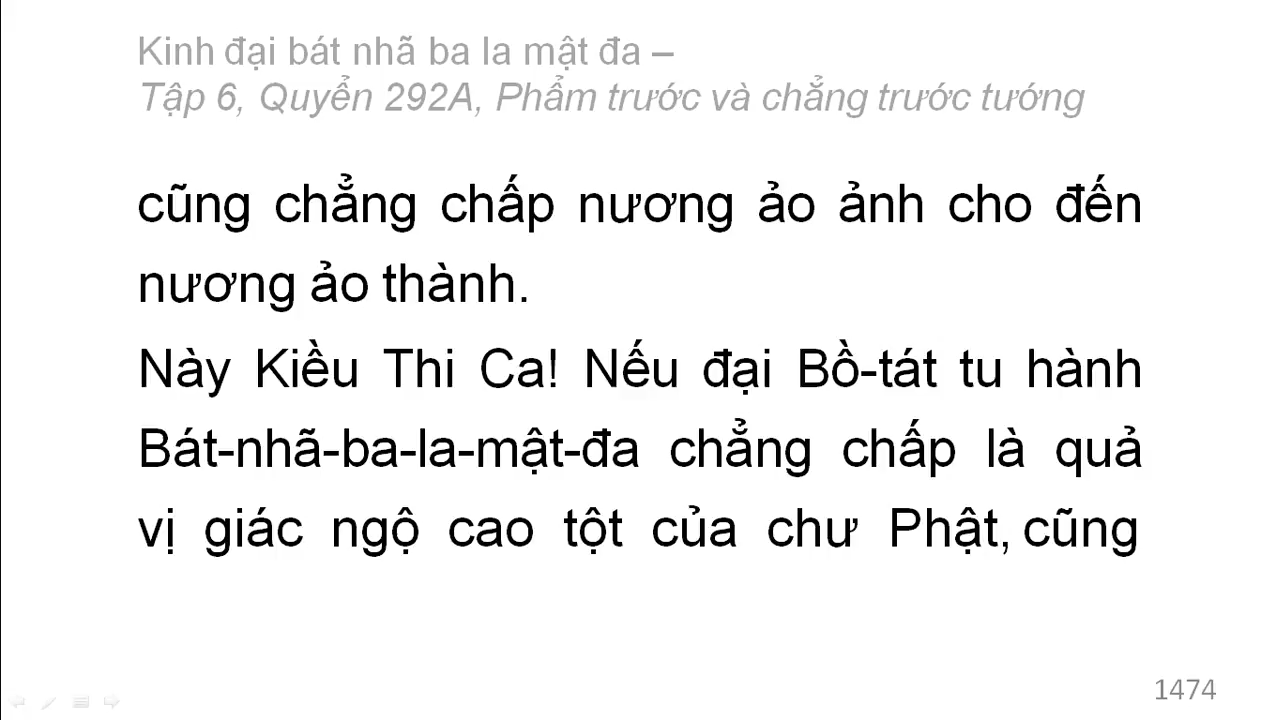 Kinh đại bát nhã ba la mật đa –
Tập 6, Quyển 292A, Phẩm trước và chẳng trước tướng
cũng chẳng chấp nương ảo ảnh cho đến
nương ảo thành.
Này Kiều Thi Ca! Nếu đại Bồ-tát tu hành
Bát-nhã-ba-la-mật-đa chẳng chấp là quả
vị giác ngộ cao tột của chư Phật, cũng
1474